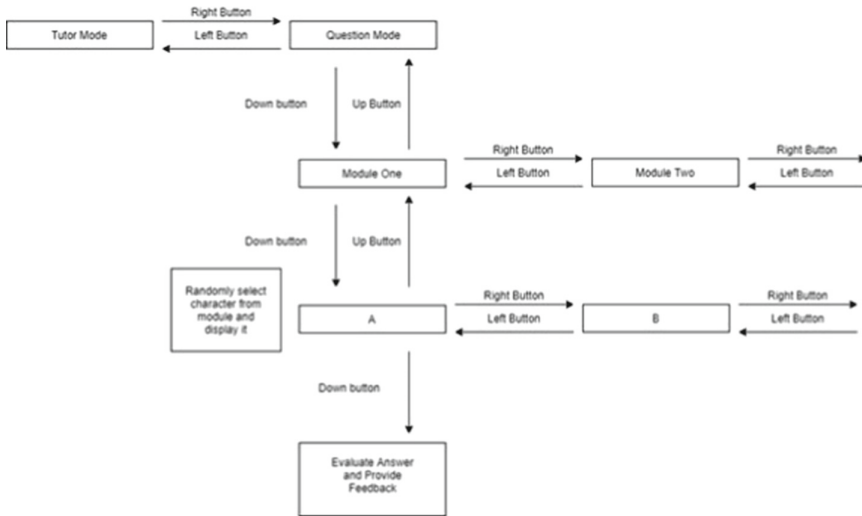 Right Button
Tutor Mode
Left Button
Question Mode
Down button
Up Button
Right Button
Right Button
Module One
Left Button
Module Two
Left Button
Down button
Up Button
Randomly select
character from
module and
display it
Right Button
Right Button
A
Left Button
B
Left Button
Down button
Evaluate Answer
and Provide
Feedback